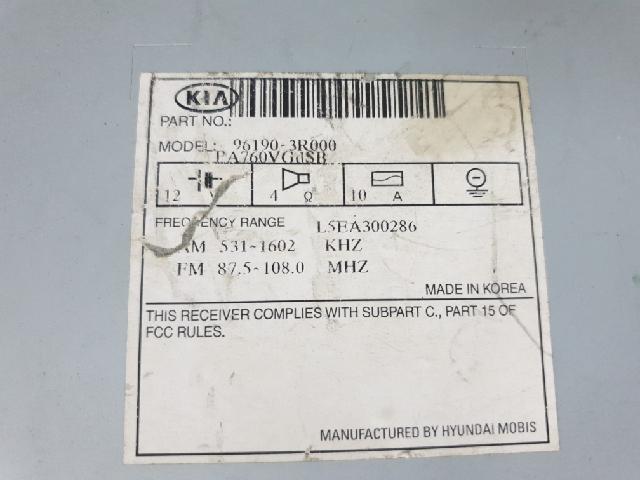 KIA
PART NO.:
MODEL: 96190-3R000
PA760VGdSB
12 V 4 Ω 10 A
FREQUENCY RANGE L5EA300286
AM 531~1602 KHZ
FM 87.5~108.0 MHZ
MADE IN KOREA
THIS RECEIVER COMPLIES WITH SUBPART C., PART 15 OF
FCC RULES.
MANUFACTURED BY HYUNDAI MOBIS